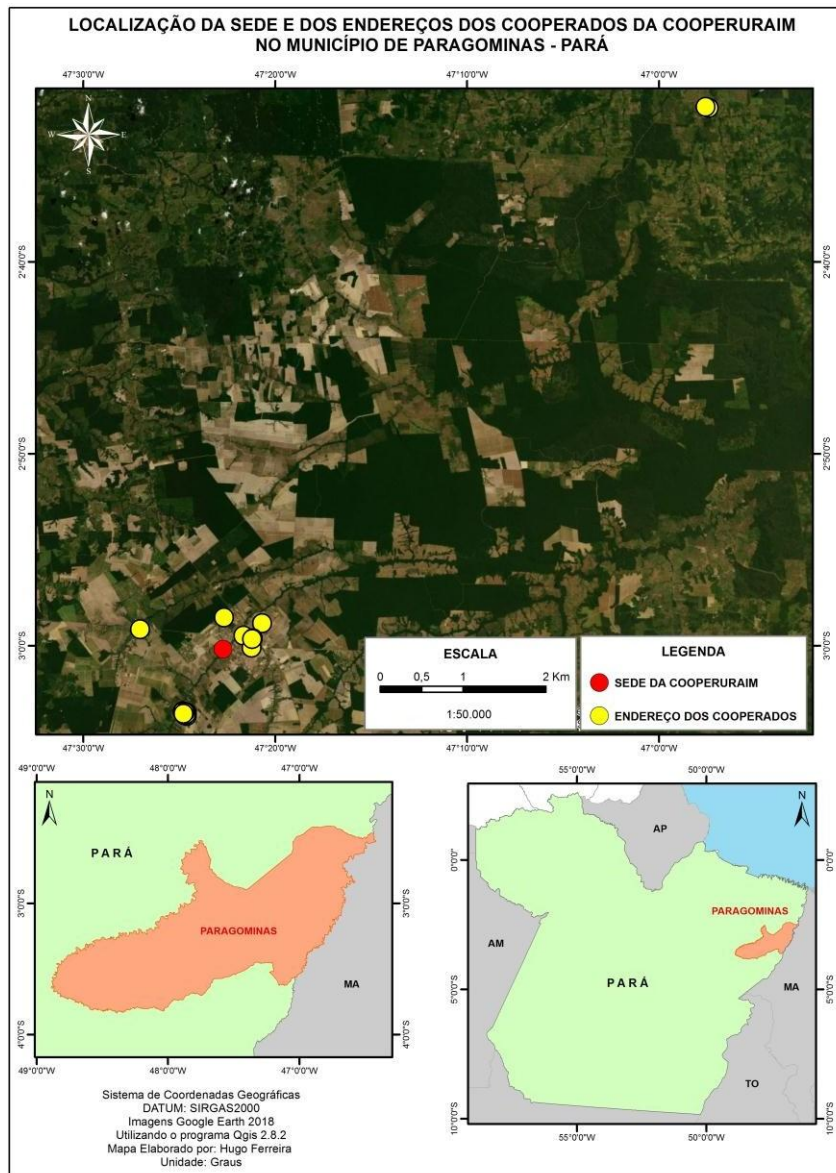 LOCALIZAÇÃO DA SEDE E DOS ENDEREÇOS DOS COOPERADOS DA COOPERURAIM
NO MUNICÍPIO DE PARAGOMINAS - PARÁ
47°30'0"W 47°20'0"W 47°10'0"W 47°0'0"W
N
W E
S
2°40'0"S 2°40'0"S
2°50'0"S 2°50'0"S
3°0'0"S 3°0'0"S
ESCALA
0 0,5 1 2 Km
1:50.000
LEGENDA
SEDE DA COOPERURAIM
ENDEREÇO DOS COOPERADOS
47°30'0"W 47°20'0"W 47°10'0"W 47°0'0"W
49°0'0"W 48°0'0"W 47°0'0"W
N
PARÁ
3°0'0"S 3°0'0"S
PARAGOMINAS
MA
4°0'0"S 4°0'0"S
49°0'0"W 48°0'0"W 47°0'0"W
55°0'0"W 50°0'0"W
N
AP
0°0'0" 0°0'0"
PARAGOMINAS
AM
PARÁ
MA
5°0'0"S 5°0'0"S
TO
10°0'0"S 10°0'0"S
55°0'0"W 50°0'0"W
Sistema de Coordenadas Geográficas
DATUM: SIRGAS2000
Imagens Google Earth 2018
Utilizando o programa Qgis 2.8.2
Mapa Elaborado por: Hugo Ferreira
Unidade: Graus